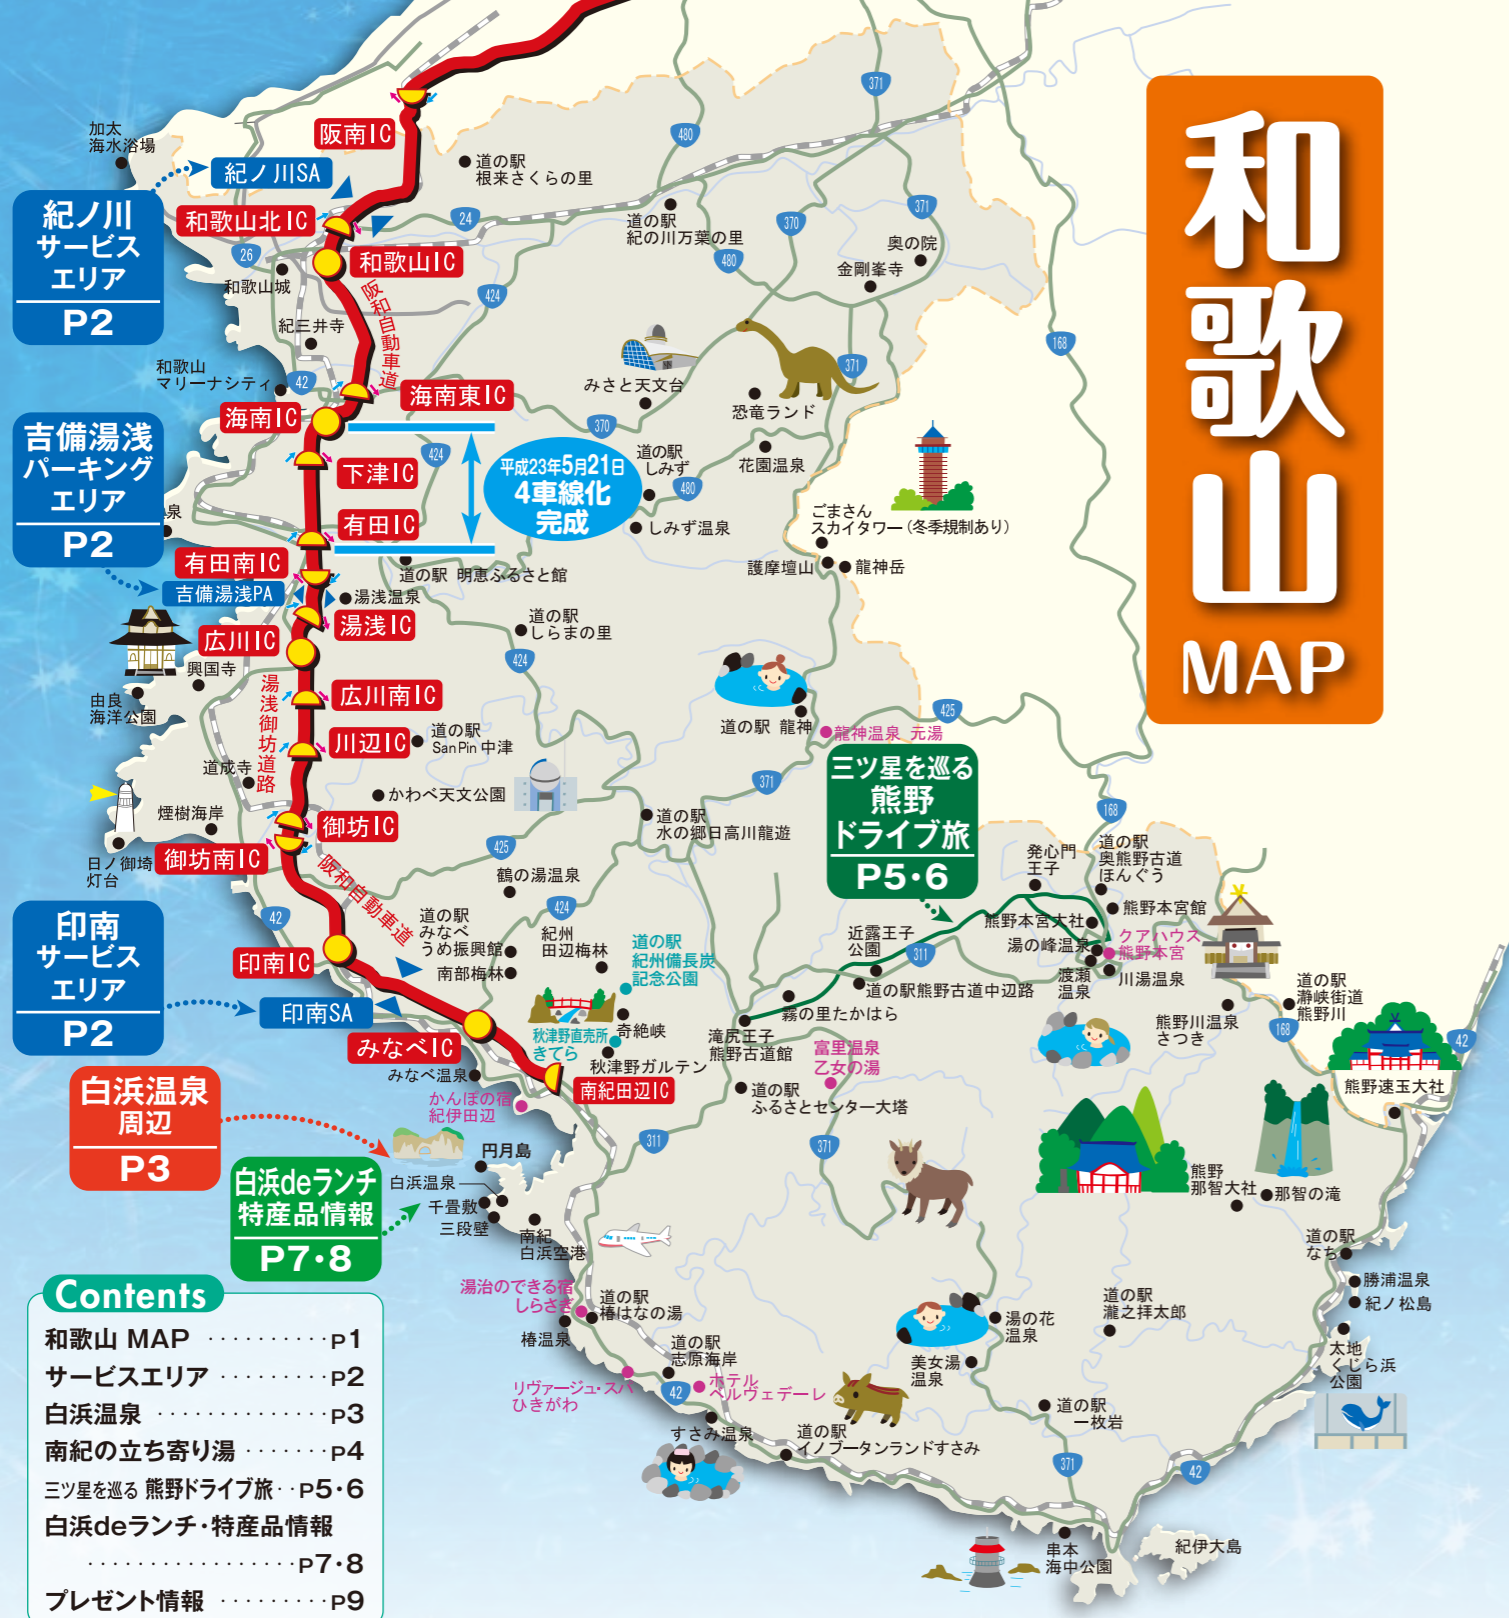 和歌山
MAP
加太
海水浴場
阪南IC
紀ノ川SA
道の駅
根来さくらの里
紀ノ川
サービス
エリア
P2
和歌山北IC
24
26
和歌山城
和歌山IC
阪和自動車道
紀三井寺
和歌山
マリーナシティ
42
海南東IC
海南IC
371
480
道の駅
紀の川万葉の里
370
371
480
奥の院
金剛峯寺
424
168
みさと天文台
371
恐竜ランド
370
吉備湯浅
パーキング
エリア
P2
泉
下津IC
424
平成23年5月21日
4車線化
完成
道の駅
しみず
480
花園温泉
しみず温泉
有田IC
有田南IC
吉備湯浅PA
道の駅 明恵ふるさと館
湯浅温泉
ごまさん
スカイタワー(冬季規制あり)
護摩壇山
龍神岳
湯浅IC
広川IC
道の駅
しらまの里
424
興国寺
由良
海洋公園
湯浅御坊道路
広川南IC
川辺IC
道の駅
SanPin 中津
道成寺
かわべ天文公園
煙樹海岸
日ノ御埼
灯台
御坊IC
御坊南IC
道の駅 龍神
龍神温泉 元湯
425
371
道の駅
水の郷日高川龍遊
三ツ星を巡る
熊野
ドライブ旅
P5・6
168
425
鶴の湯温泉
阪和自動車道
42
印南
サービス
エリア
P2
印南IC
印南SA
道の駅
みなべ
うめ振興館
南部梅林
424
紀州
田辺梅林
道の駅
紀州備長炭
記念公園
奇絶峡
秋津野直売所
きてら
秋津野ガルテン
みなべIC
みなべ温泉
南紀田辺IC
かんぽの宿
紀伊田辺
発心門
王子
道の駅
奥熊野古道
ほんぐう
熊野本宮館
熊野本宮大社
クアハウス
熊野本宮
湯の峰温泉
渡瀬
温泉
川湯温泉
近露王子
公園
311
道の駅熊野古道中辺路
霧の里たかはら
滝尻王子
熊野古道館
富里温泉
乙女の湯
道の駅
ふるさとセンター大塔
道の駅
瀞峡街道
熊野川
熊野川温泉
さつき
168
42
熊野速玉大社
白浜温泉
周辺
P3
円月島
白浜温泉
千畳敷
三段壁
南紀
白浜空港
白浜deランチ
特産品情報
P7・8
311
371
熊野
那智大社
那智の滝
道の駅
なち
勝浦温泉
紀ノ松島
太地
くじら浜
公園
湯治のできる宿
しらさぎ
道の駅
椿はなの湯
椿温泉
道の駅
志原海岸
リヴァージュ・スパ
ひきがわ
42
ホテル
ベルヴェデーレ
すさみ温泉
道の駅
イノブータンランドすさみ
湯の花
温泉
美女湯
温泉
道の駅
瀧之拝太郎
道の駅
一枚岩
371
42
串本
海中公園
紀伊大島
Contents
和歌山 MAP ··········P1
サービスエリア ·········P2
白浜温泉 ··············P3
南紀の立ち寄り湯 ·······P4
三ツ星を巡る 熊野ドライブ旅··P5・6
白浜deランチ・特産品情報
·················P7・8
プレゼント情報 ·········P9